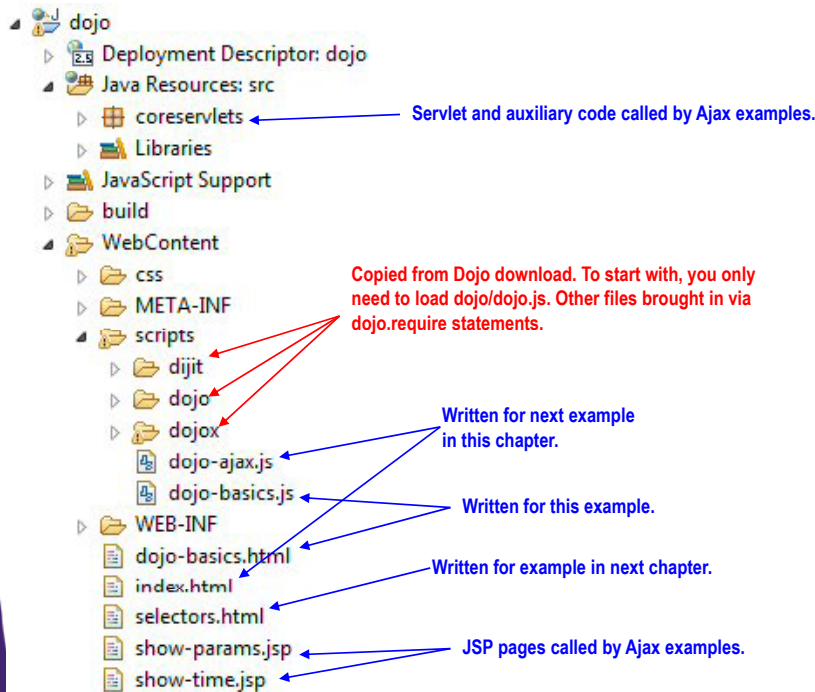 dojo
2.5 Deployment Descriptor: dojo
Java Resources: src
coreservlets
Servlet and auxiliary code called by Ajax examples.
Libraries
JavaScript Support
build
WebContent
css
Copied from Dojo download. To start with, you only
need to load dojo/dojo.js. Other files brought in via
dojo.require statements.
META-INF
scripts
dijit
dojo
dojox
Written for next example
in this chapter.
dojo-ajax.js
dojo-basics.js
Written for this example.
WEB-INF
dojo-basics.html
Written for example in next chapter.
index.html
selectors.html
show-params.jsp
JSP pages called by Ajax examples.
show-time.jsp